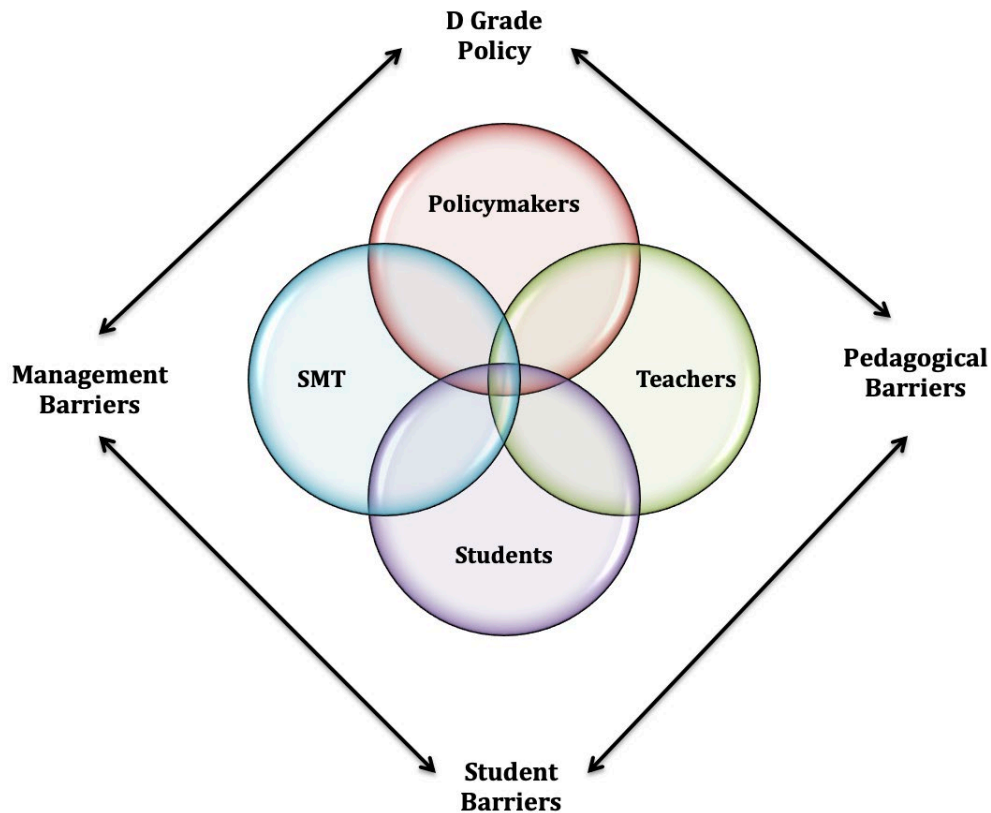 D Grade
Policy
Policymakers
Management
Barriers
SMT
Teachers
Pedagogical
Barriers
Students
Student
Barriers